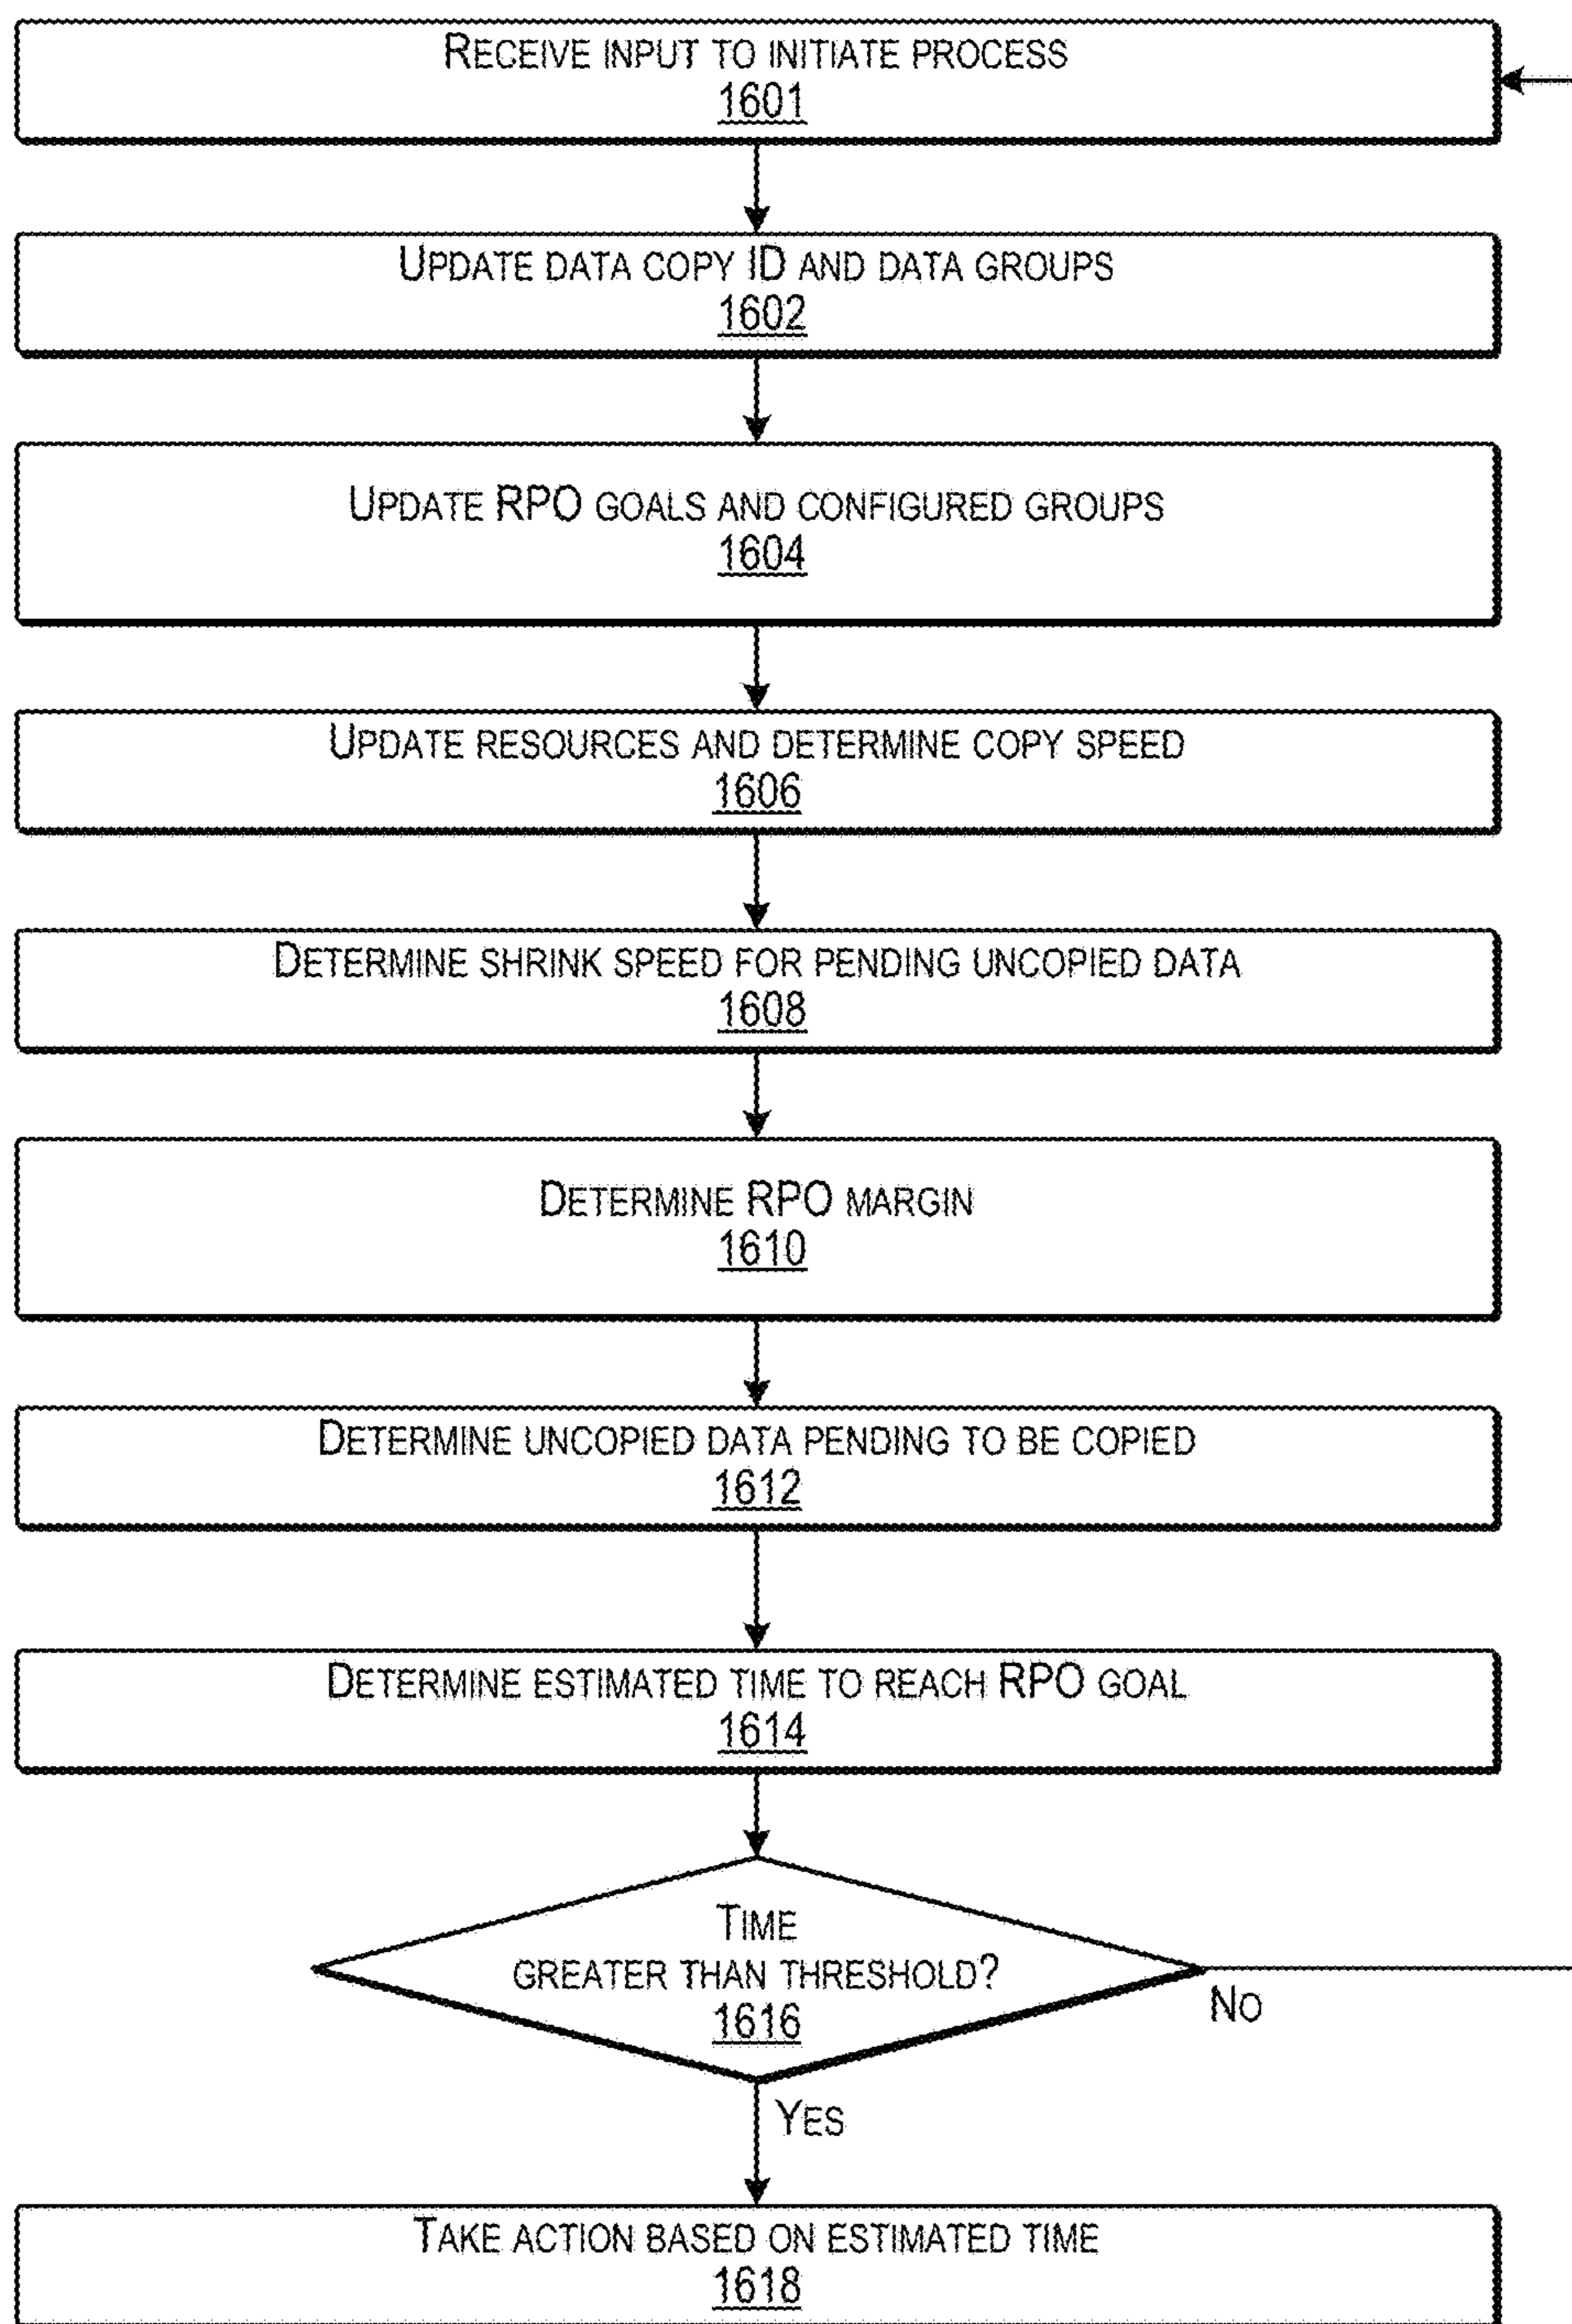 RECEIVE INPUT TO INITIATE PROCESS
1601
UPDATE DATA COPY ID AND DATA GROUPS
1602
UPDATE RPO GOALS AND CONFIGURED GROUPS
1604
UPDATE RESOURCES AND DETERMINE COPY SPEED
1606
DETERMINE SHRINK SPEED FOR PENDING UNCOPIED DATA
1608
DETERMINE RPO MARGIN
1610
DETERMINE UNCOPIED DATA PENDING TO BE COPIED
1612
DETERMINE ESTIMATED TIME TO REACH RPO GOAL
1614
TIME
GREATER THAN THRESHOLD?
1616
NO
YES
TAKE ACTION BASED ON ESTIMATED TIME
1618